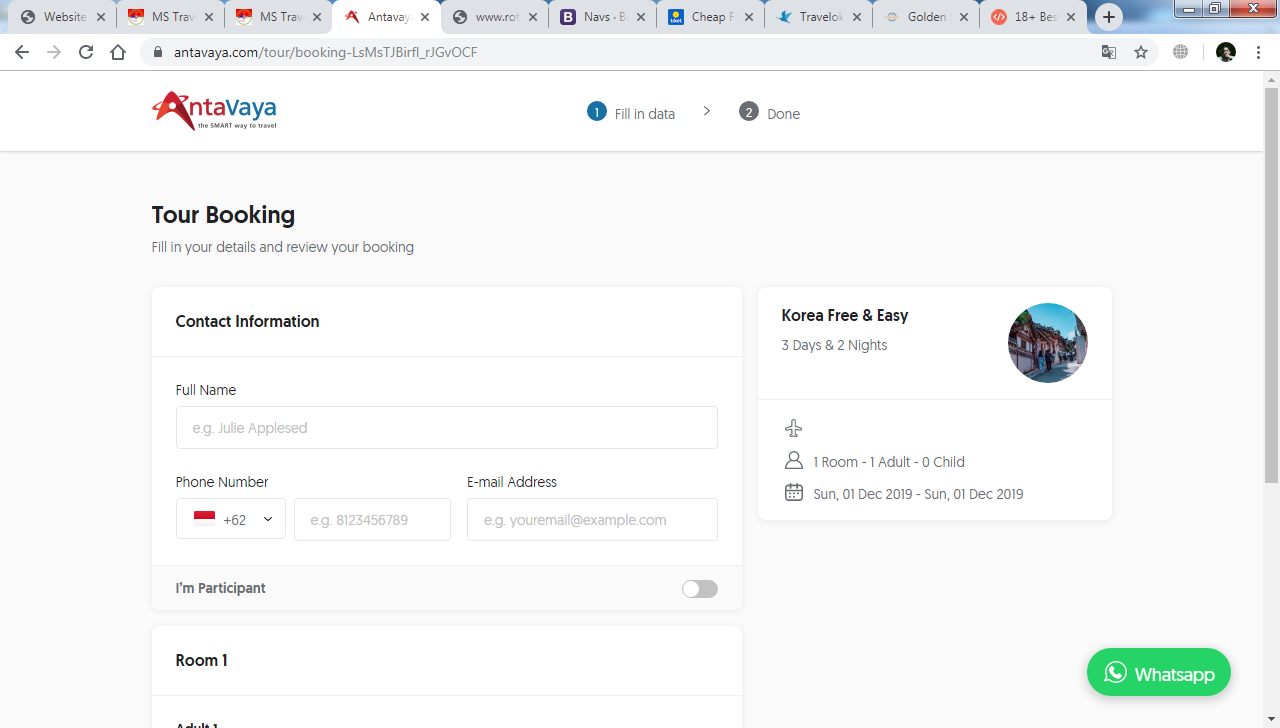 Website
MS Trav
MS Trav
Antavay
www.rot
B
Navs · B
tiket
Cheap F
Travelok
Golden
18+ Bes
antavaya.com/tour/booking-LsMsTJBirfl_rJGvOCF
AntaVaya
the SMART way to travel
1 Fill in data
2 Done
Tour Booking
Fill in your details and review your booking
Contact Information
Full Name
e.g. Julie Applesed
Phone Number
E-mail Address
+62
e.g. 8123456789
e.g. youremail@example.com
I'm Participant
Room 1
Adult 1
Korea Free & Easy
3 Days & 2 Nights
1 Room - 1 Adult - 0 Child
Sun, 01 Dec 2019 - Sun, 01 Dec 2019
Whatsapp